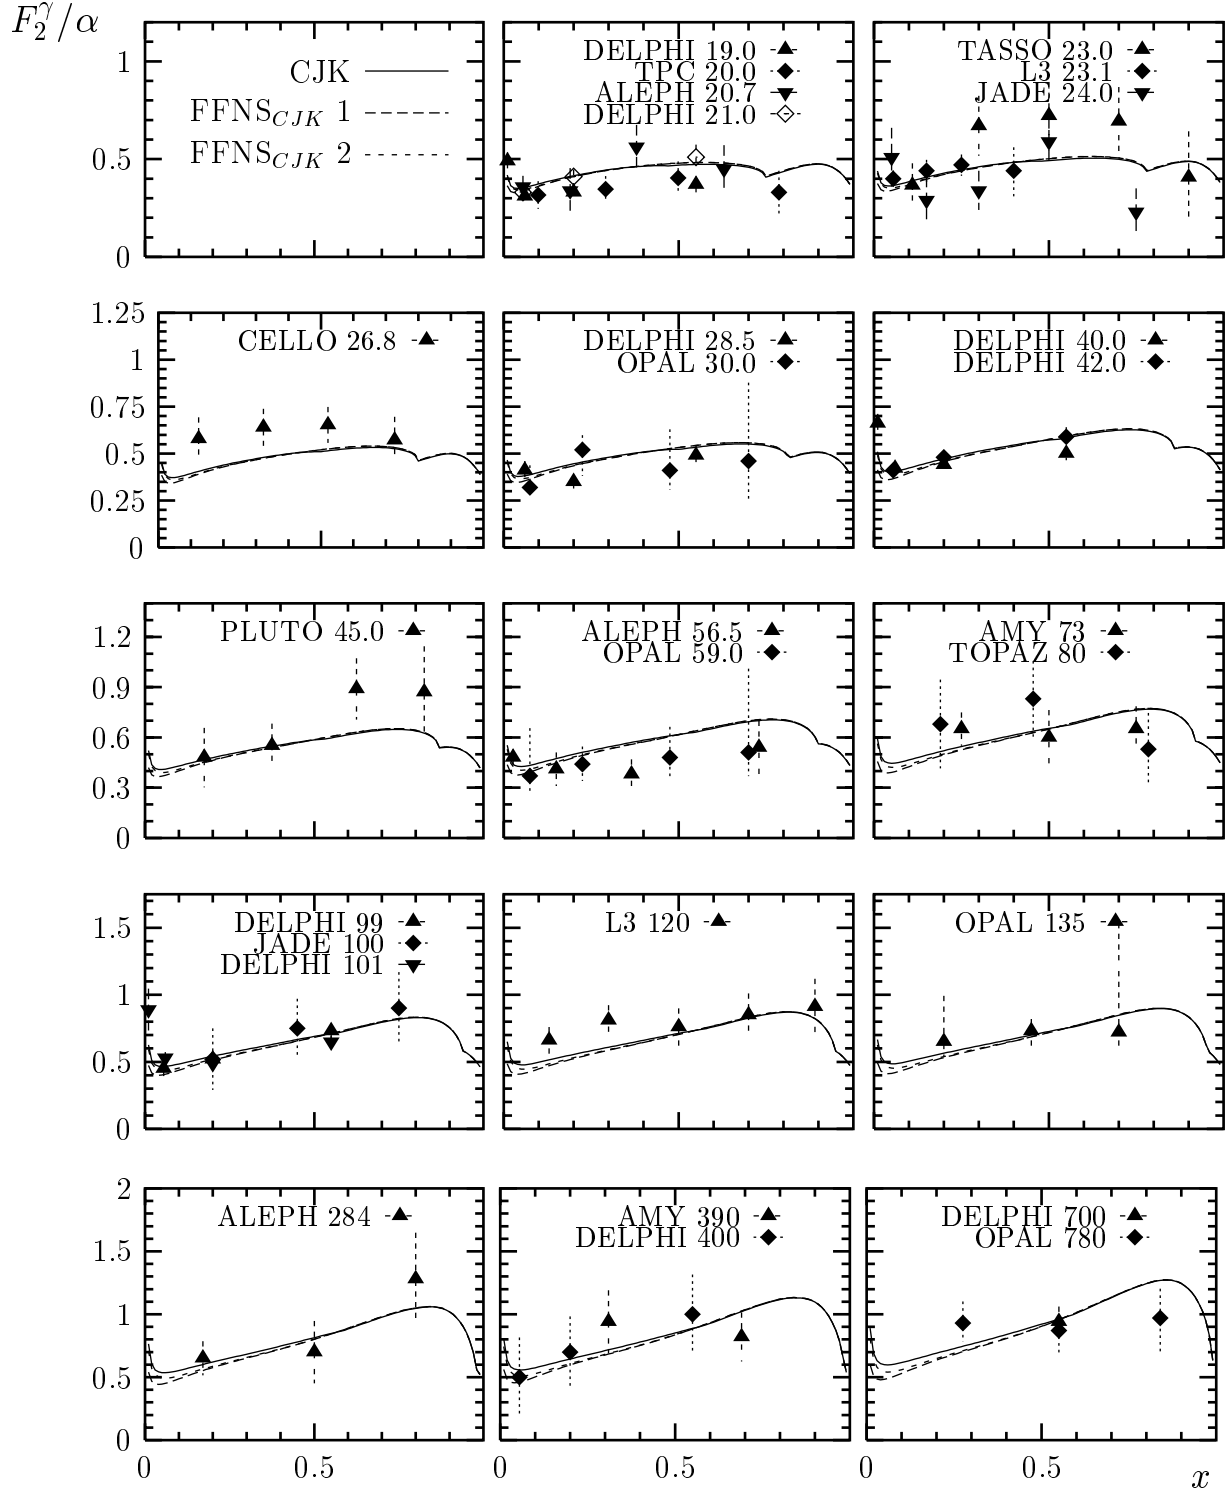 F₂^γ/α
1
0.5
0
CJK
FFNS_CJK 1
FFNS_CJK 2
DELPHI 19.0
TPC 20.0
ALEPH 20.7
DELPHI 21.0
TASSO 23.0
L3 23.1
JADE 24.0
1.25
1
0.75
0.5
0.25
0
CELLO 26.8
DELPHI 28.5
OPAL 30.0
DELPHI 40.0
DELPHI 42.0
1.2
0.9
0.6
0.3
0
PLUTO 45.0
ALEPH 56.5
OPAL 59.0
AMY 73
TOPAZ 80
1.5
1
0.5
0
DELPHI 99
JADE 100
DELPHI 101
L3 120
OPAL 135
2
1.5
1
0.5
0
ALEPH 284
AMY 390
DELPHI 400
DELPHI 700
OPAL 780
0 0.5 0 0.5 0 0.5 x